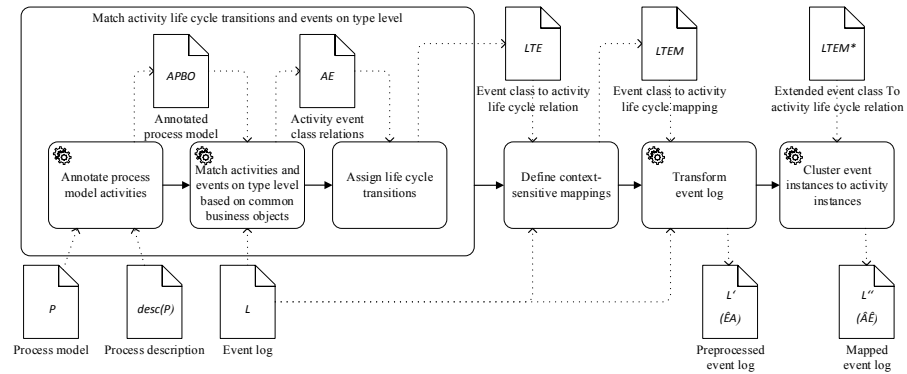 Match activity life cycle transitions and events on type level
APBO
Annotated
process model
AE
Activity event
class relations
LTE
Event class to activity
life cycle relation
LTEM
Event class to activity
life cycle mapping
LTEM*
Extended event class To
activity life cycle relation
Annotate process
model activities
Match activities and
events on type level
based on common
business objects
Assign life cycle
transitions
Define context-
sensitive mappings
Transform
event log
Cluster event
instances to activity
instances
P
Process model
desc(P)
Process description
L
Event log
L‘
(ÊA)
Preprocessed
event log
L‘‘
(ÂÊ)
Mapped
event log